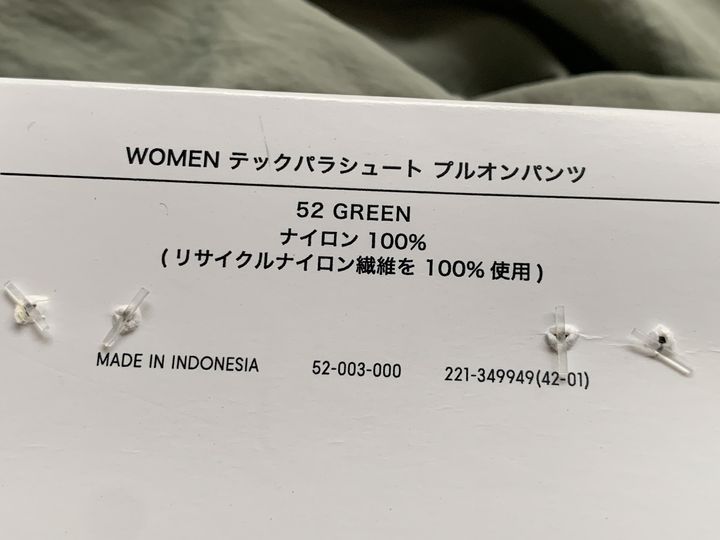 WOMEN テックパラシュート プルオンパンツ
52 GREEN
ナイロン 100%
(リサイクルナイロン繊維を 100% 使用)
MADE IN INDONESIA 52-003-000 221-349949(42-01)